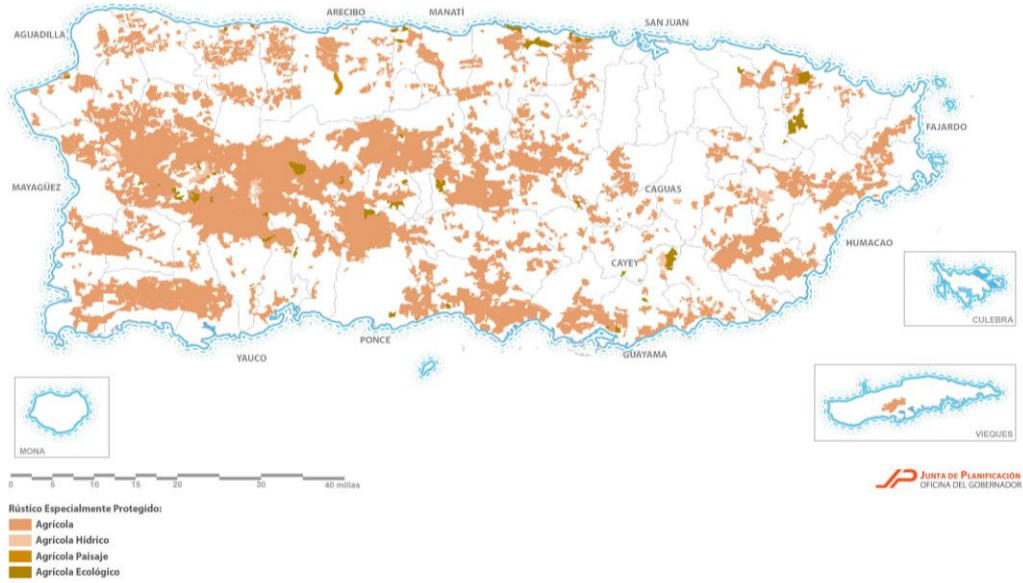 ARECIBO
MANATÍ
SAN JUAN
AGUADILLA
FAJARDO
MAYAGÜEZ
CAGUAS
HUMACAO
CAYEY
CULEBRA
PONCE
YAUCO
GUAYAMA
MONA
VIEQUES
0 5 10 15 20 30 40 millas
JP JUNTA DE PLANIFICACIÓN
OFICINA DEL GOBERNADOR
Rústico Especialmente Protegido:
Agrícola
Agrícola Hídrico
Agrícola Paisaje
Agrícola Ecológico